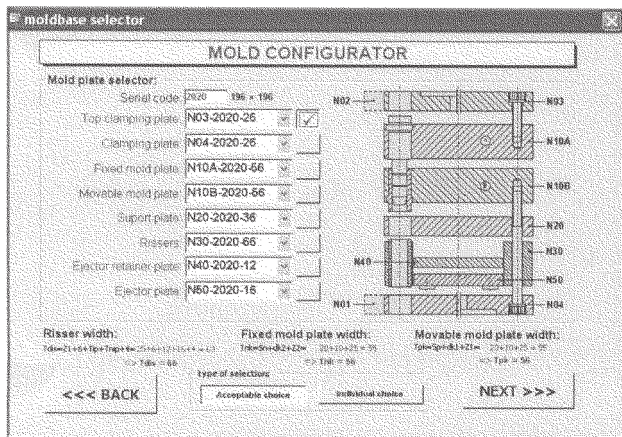 moldbase selector
MOLD CONFIGURATOR
Mold plate selector:
Serial code: 2020 196 × 196
Top clamping plate: N03-2020-26
Clamping plate: N04-2020-26
Fixed mold plate: N10A-2020-56
Movable mold plate: N10B-2020-56
Suport plate: N20-2020-36
Rissers: N30-2020-66
Ejector retainer plate: N40-2020-12
Ejector plate: N50-2020-16
N02
N03
N10A
N10B
N20
N30
N40
N50
N01
N04
Risser width:
=> Tdis = 66
Fixed mold plate width:
=> Tnk = 56
Movable mold plate width:
=> Tpk = 56
type of selection:
<<< BACK
Acceptable choice
Individual choice
NEXT >>>